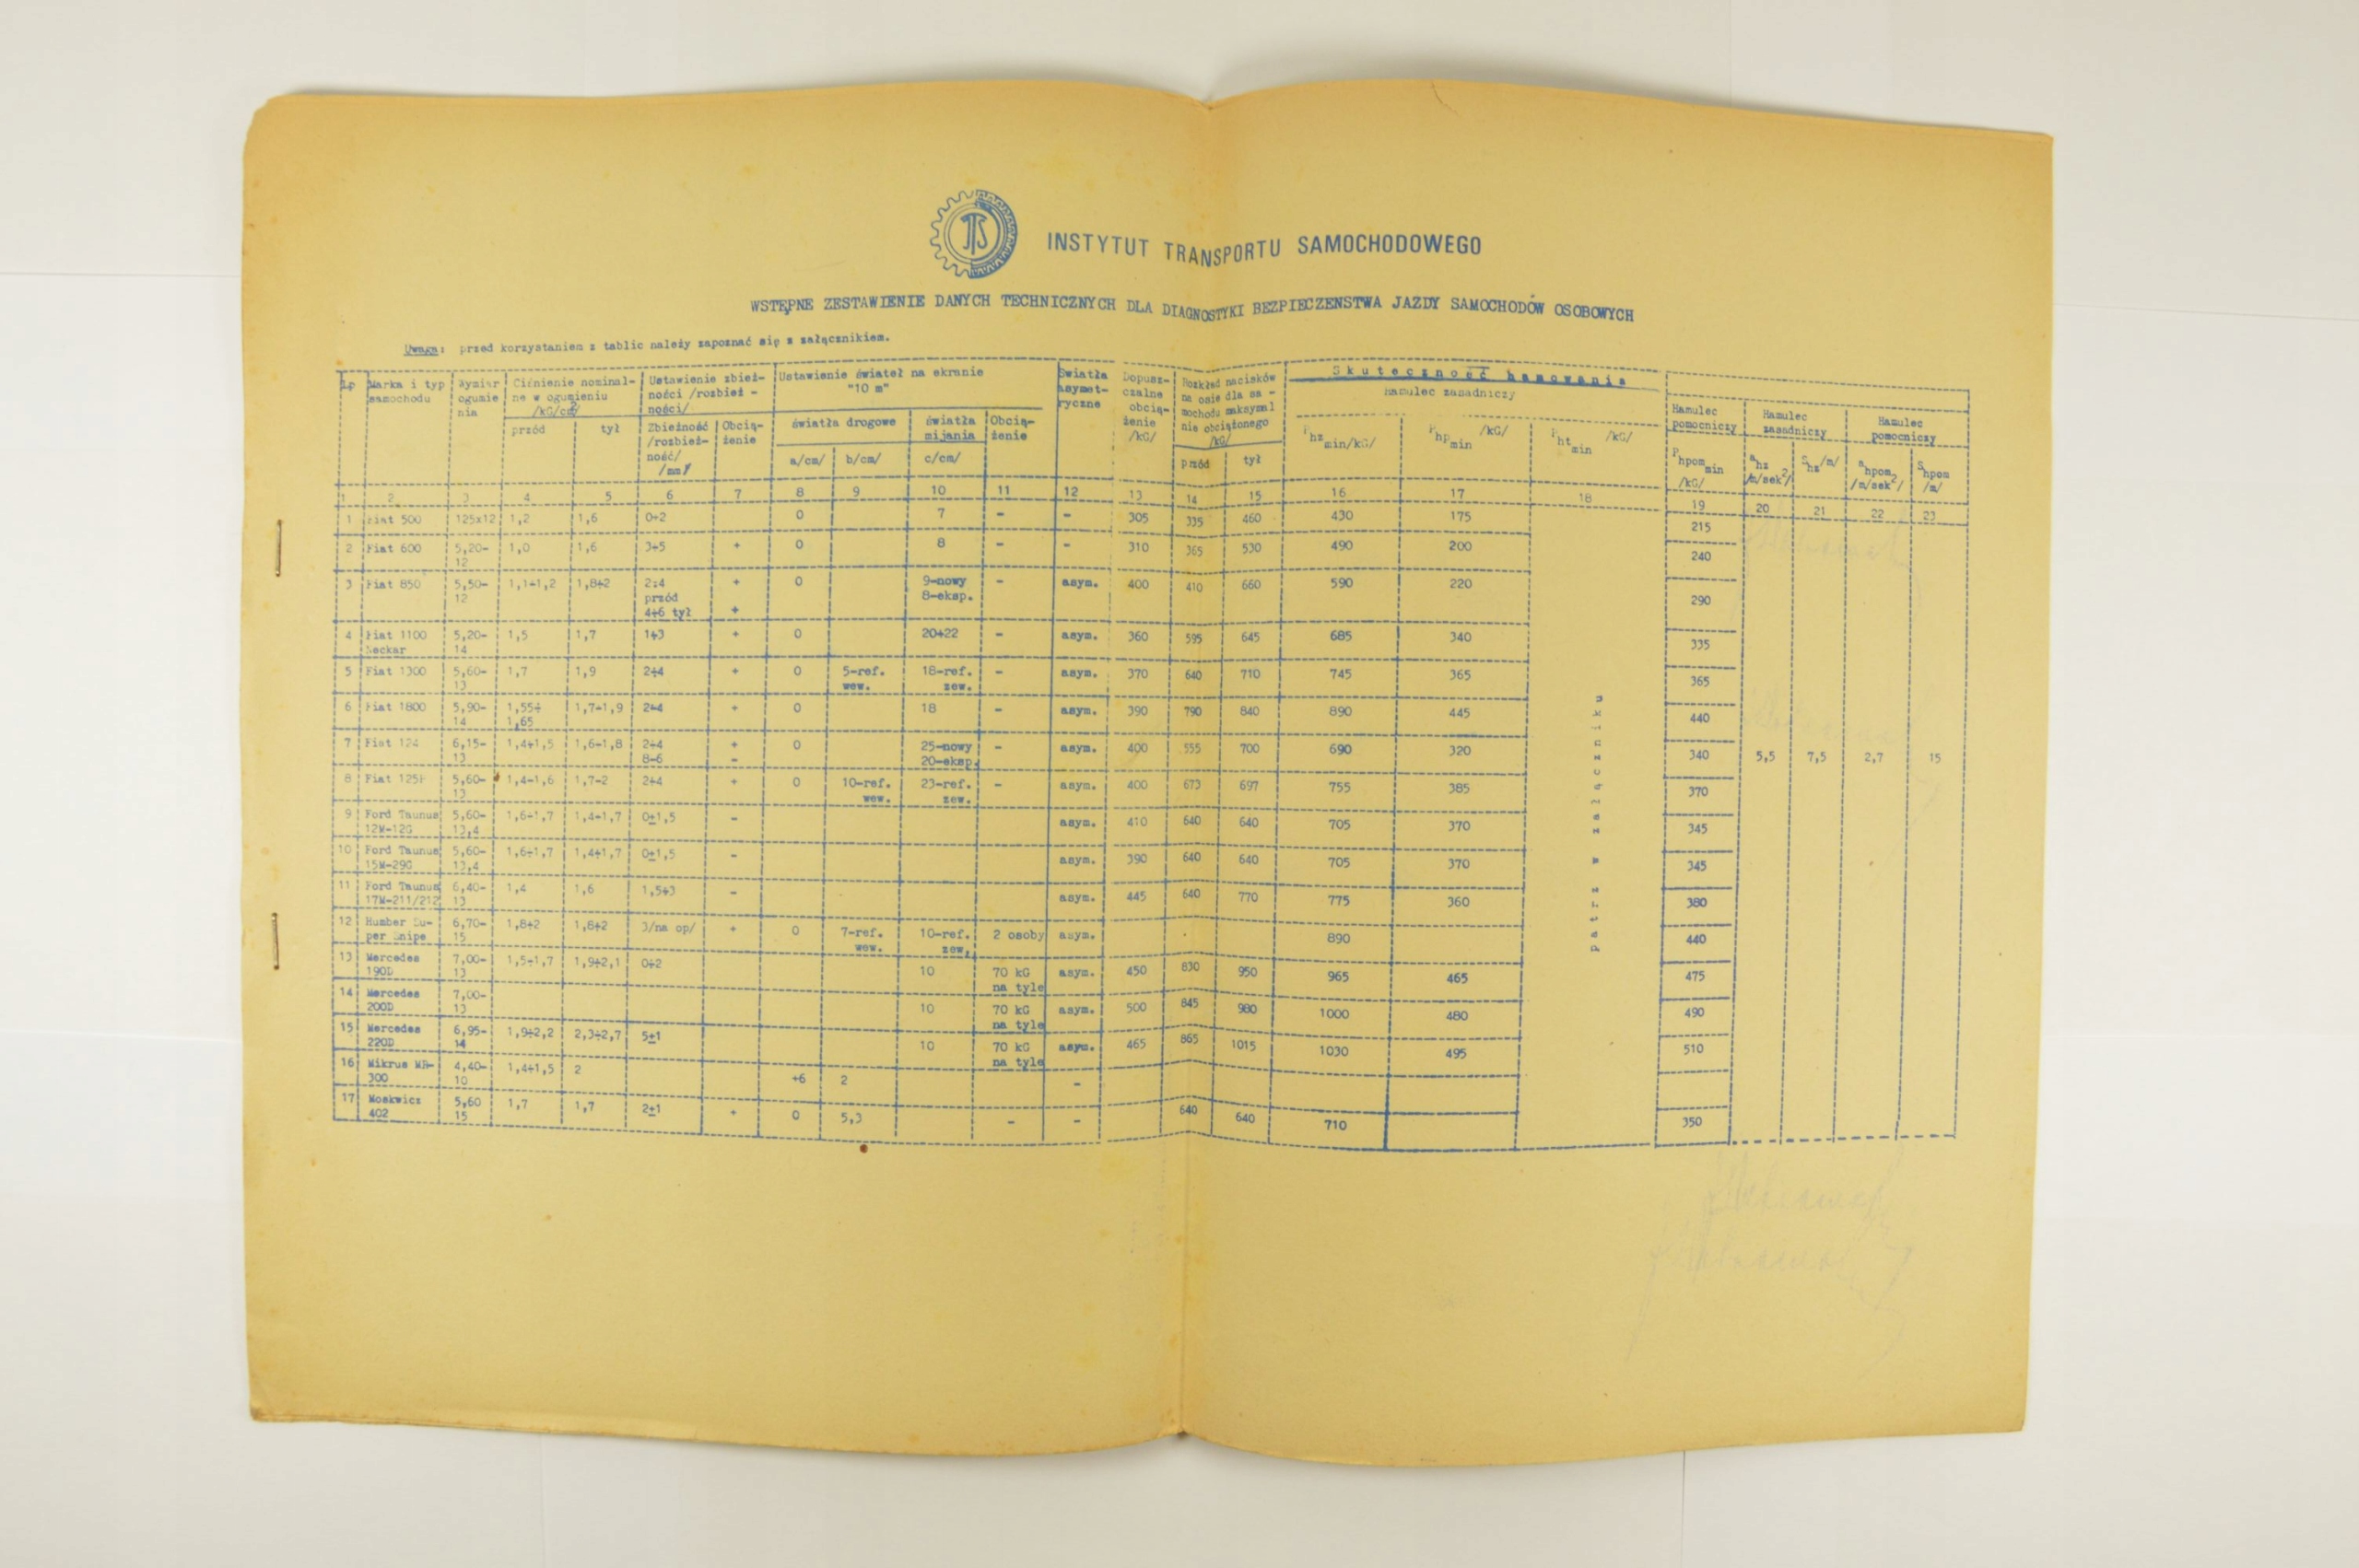 ITS
INSTYTUT TRANSPORTU SAMOCHODOWEGO
WSTĘPNE ZESTAWIENIE DANYCH TECHNICZNYCH DLA DIAGNOSTYKI BEZPIECZENSTWA JAZDY SAMOCHODÓW OSOBOWYCH
Uwaga: przed korzystaniem z tablic należy zapoznać się z załącznikiem.
Lp | Marka i typ samochodu | Wymiar ogumienia | Ciśnienie nominalne w ogumieniu /kG/cm2/ | Ustawienie zbieżności /rozbieżności/ | Ustawienie świateł na ekranie "10 m" | Swiatła asymetryczne | Dopuszczalne obciążenie /kG/ | Rozkład nacisków na osie dla samochodu maksymalnie obciążonego /kG/ | Skuteczność hamowania
przód | tył | Zbieżność /rozbieżność/ /mm/ | Obciążenie | światła drogowe | światła mijania | Obciążenie | przód | tył | Hamulec zasadniczy | Hamulec pomocniczy | Hamulec zasadniczy | Hamulec pomocniczy
a/cm/ | b/cm/ | c/cm/ | Phz min/kG/ | Php min /kG/ | Pht min /kG/ | Phpom min /kG/ | ahz /m/sek2/ | Shz /m/ | ahpom /m/sek2/ | Shpom /m/
1 2 3 4 5 6 7 8 9 10 11 12 13 14 15 16 17 18 19 20 21 22 23
1 Fiat 500 125x12 1,2 1,6 0÷2 0 7 - - 305 335 460 430 175 215
2 Fiat 600 5,20-12 1,0 1,6 3÷5 + 0 8 - - 310 365 530 490 200 240
3 Fiat 850 5,50-12 1,1÷1,2 1,8÷2 2:4 przód 4÷6 tył + + 0 9-nowy 8-eksp. - asym. 400 410 660 590 220 290
4 Fiat 1100 Neckar 5,20-14 1,5 1,7 1÷3 + 0 20÷22 - asym. 360 595 645 685 340 335
5 Fiat 1300 5,60-13 1,7 1,9 2÷4 + 0 5-ref. wew. 18-ref. zew. - asym. 370 640 710 745 365 365
6 Fiat 1800 5,90-14 1,55÷1,65 1,7÷1,9 2÷4 + 0 18 - asym. 390 790 840 890 445 440
7 Fiat 124 6,15-13 1,4÷1,5 1,6÷1,8 2÷4 8-6 + - 0 25-nowy 20-eksp. - asym. 400 555 700 690 320 340 5,5 7,5 2,7 15
8 Fiat 125P 5,60-13 1,4-1,6 1,7-2 2÷4 + 0 10-ref. wew. 23-ref. zew. - asym. 400 673 697 755 385 370
9 Ford Taunus 12M-12G 5,60-13,4 1,6÷1,7 1,4÷1,7 0±1,5 - asym. 410 640 640 705 370 345
10 Ford Taunus 15M-29G 5,60-13,4 1,6÷1,7 1,4÷1,7 0±1,5 - asym. 390 640 640 705 370 345
11 Ford Taunus 17M-211/212 6,40-13 1,4 1,6 1,5÷3 - asym. 445 640 770 775 360 380
12 Humber Super Snipe 6,70-15 1,8÷2 1,8÷2 3/na op/ + 0 7-ref. wew. 10-ref. zew. 2 osoby asym. 890 440
13 Mercedes 190D 7,00-13 1,5÷1,7 1,9÷2,1 0÷2 10 70 kG na tyle asym. 450 830 950 965 465 475
14 Mercedes 200D 7,00-13 10 70 kG na tyle asym. 500 845 980 1000 480 490
15 Mercedes 220D 6,95-14 1,9÷2,2 2,3÷2,7 5±1 10 70 kG na tyle asym. 465 865 1015 1030 495 510
16 Mikrus MR-300 4,40-10 1,4÷1,5 2 +6 2 -
17 Moskwicz 402 5,60 15 1,7 1,7 2±1 + 0 5,3 - - 640 640 710 350
patrz w załączniku